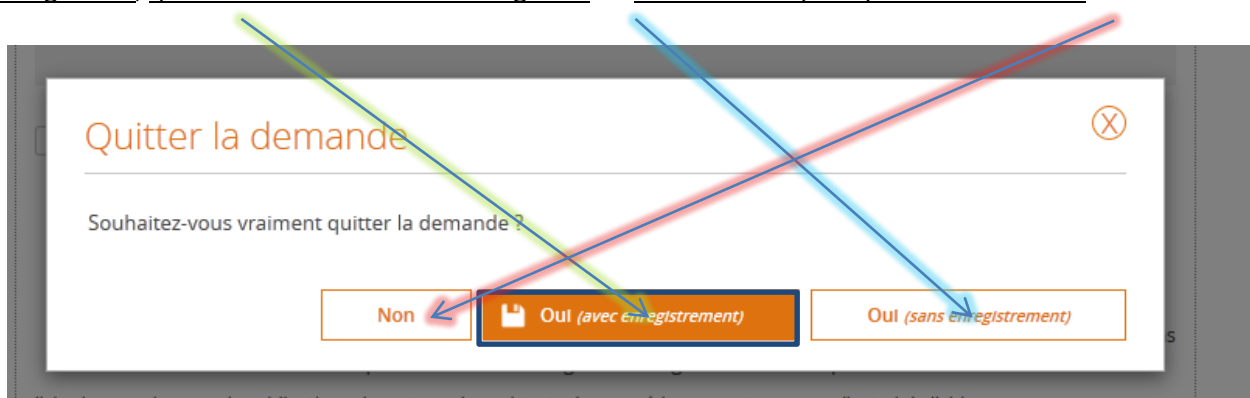 Quitter la demande
X
Souhaitez-vous vraiment quitter la demande ?
Non
Oui (avec enregistrement)
Oui (sans enregistrement)